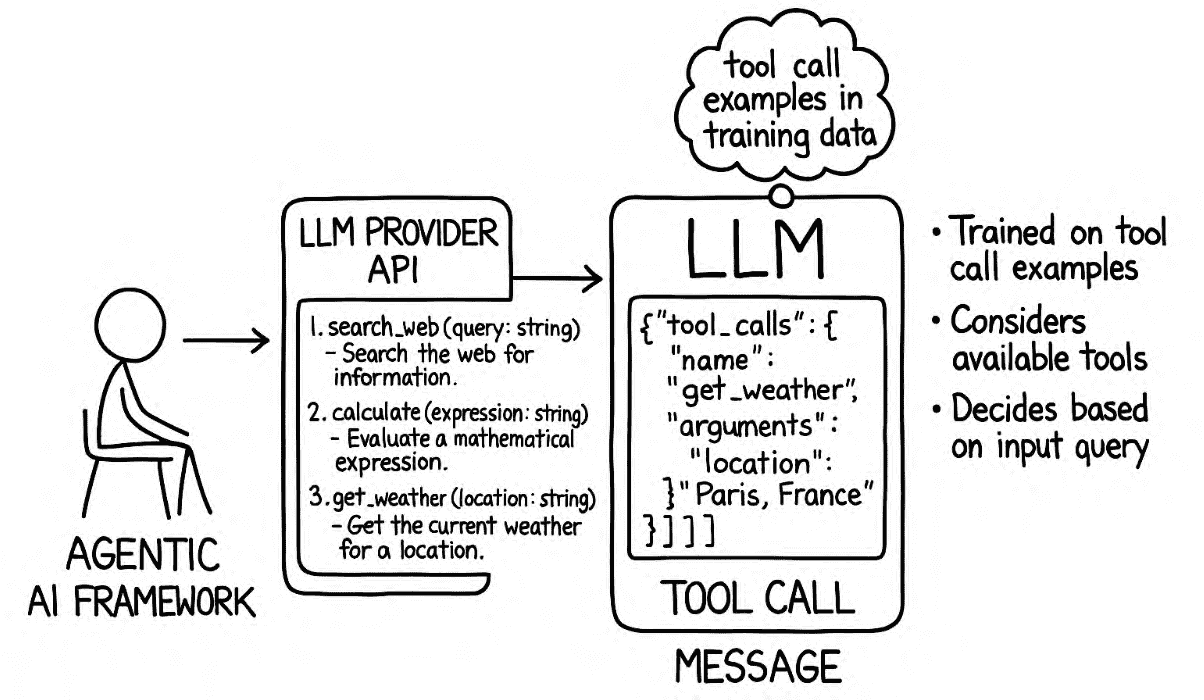 tool call
examples in
training data
LLM PROVIDER
API
1. search_web (query: string)
- Search the web for
information.
2. calculate (expression: string)
- Evaluate a mathematical
expression.
3. get_weather (location: string)
- Get the current weather
for a location.
AGENTIC
AI FRAMEWORK
LLM
{"tool_calls": {
"name":
"get_weather",
"arguments":
"location":
}"Paris, France"
}]]]
TOOL CALL
MESSAGE
• Trained on tool
call examples
• Considers
available tools
• Decides based
on input query